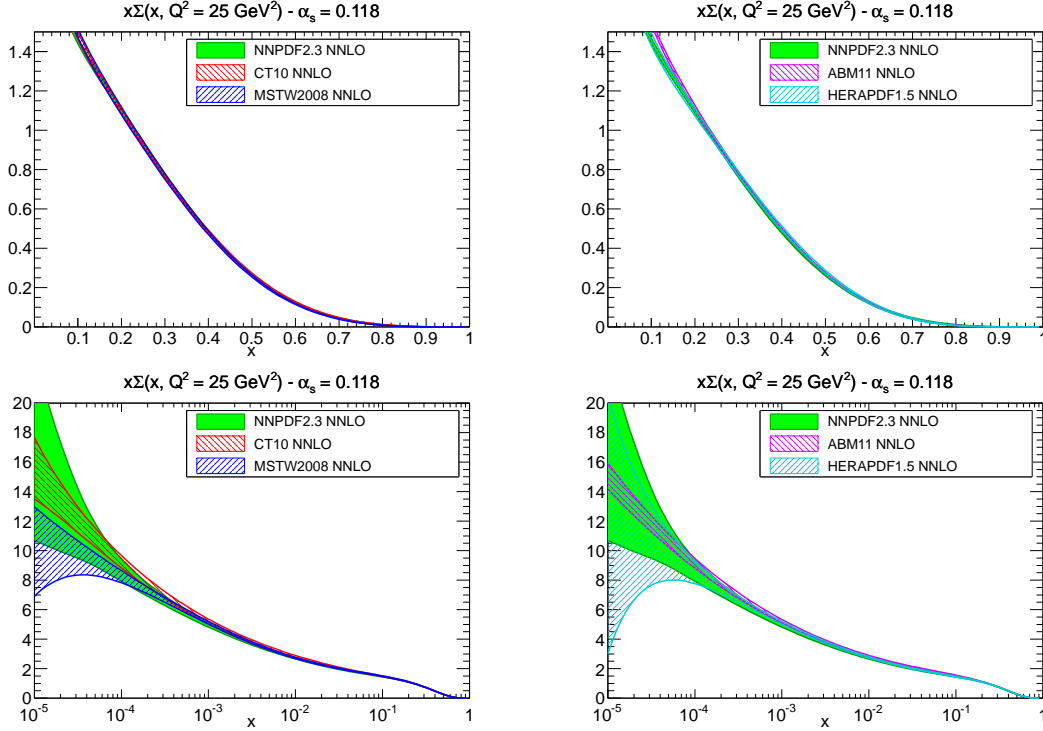 xΣ(x, Q² = 25 GeV²) - αₛ = 0.118
1.4
1.2
1
0.8
0.6
0.4
0.2
0
NNPDF2.3 NNLO
CT10 NNLO
MSTW2008 NNLO
0.1 0.2 0.3 0.4 0.5 0.6 0.7 0.8 0.9 1
x
xΣ(x, Q² = 25 GeV²) - αₛ = 0.118
1.4
1.2
1
0.8
0.6
0.4
0.2
0
NNPDF2.3 NNLO
ABM11 NNLO
HERAPDF1.5 NNLO
0.1 0.2 0.3 0.4 0.5 0.6 0.7 0.8 0.9 1
x
xΣ(x, Q² = 25 GeV²) - αₛ = 0.118
20
18
16
14
12
10
8
6
4
2
0
NNPDF2.3 NNLO
CT10 NNLO
MSTW2008 NNLO
10⁻⁵ 10⁻⁴ 10⁻³ 10⁻² 10⁻¹ 1
x
xΣ(x, Q² = 25 GeV²) - αₛ = 0.118
20
18
16
14
12
10
8
6
4
2
0
NNPDF2.3 NNLO
ABM11 NNLO
HERAPDF1.5 NNLO
10⁻⁵ 10⁻⁴ 10⁻³ 10⁻² 10⁻¹ 1
x